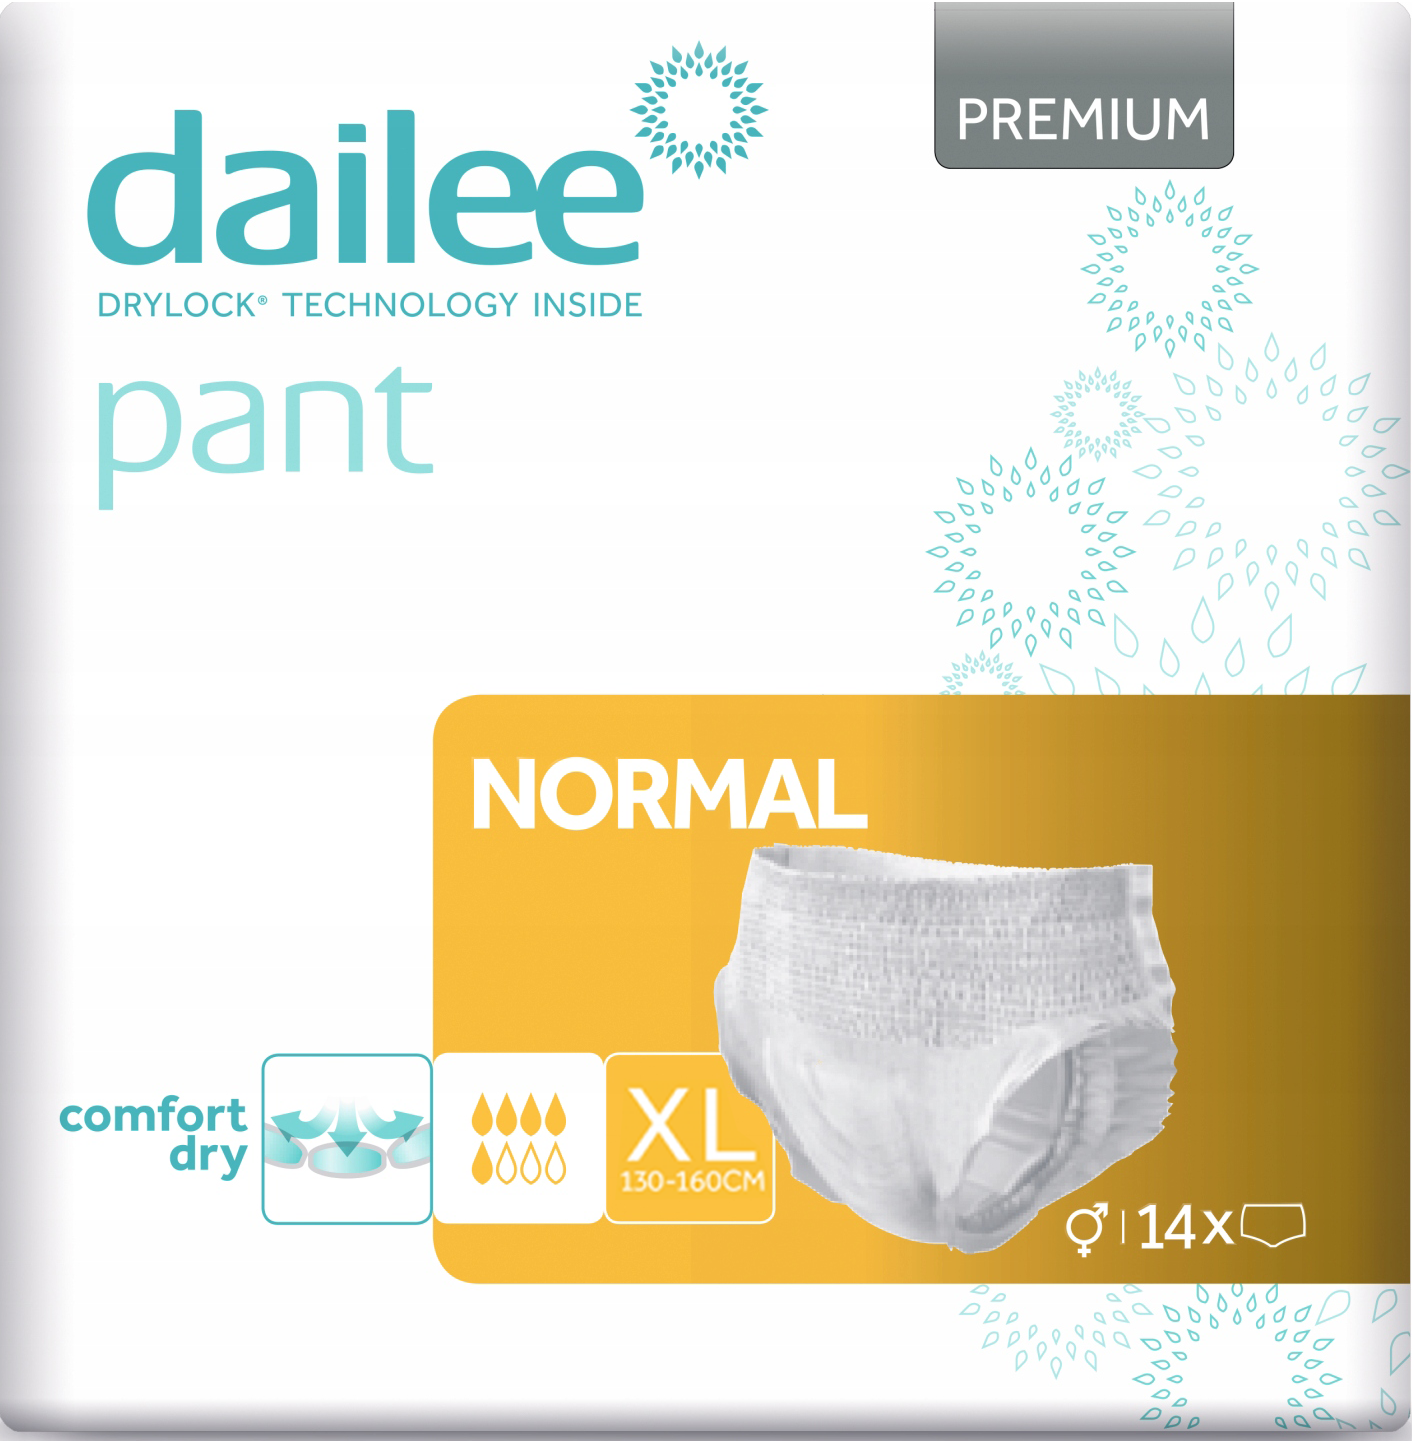 dailee
DRYLOCK® TECHNOLOGY INSIDE
pant
PREMIUM
NORMAL
comfort
dry
XL
130-160CM
14x